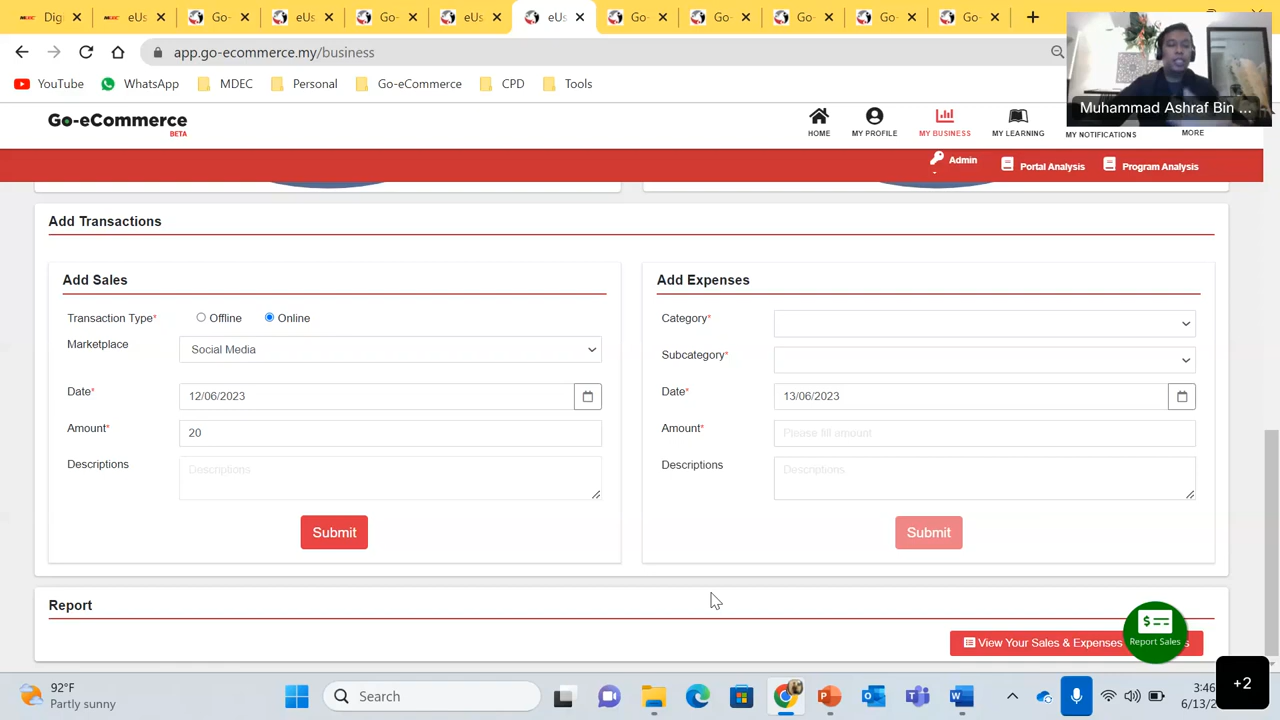 Dig
Go-
eUs
Go-
eUs
eUs
Go-
Go-
Go-
Go-
Go-
app.go-ecommerce.my/business
YouTube
WhatsApp
MDEC
Personal
Go-eCommerce
CPD
Tools
Muhammad Ashraf Bin ...
Go-eCommerce
BETA
HOME
MY PROFILE
MY BUSINESS
MY LEARNING
MY NOTIFICATIONS
MORE
Admin
Portal Analysis
Program Analysis
Add Transactions
Add Sales
Transaction Type*
Offline
Online
Marketplace
Social Media
Date*
12/06/2023
Amount*
20
Descriptions
Descriptions
Submit
Add Expenses
Category*
Subcategory*
Date*
13/06/2023
Amount*
Please fill amount
Descriptions
Descriptions
Submit
Report
View Your Sales & Expenses
Report Sales
92°F
Partly sunny
Search
3:46
6/13/2
+2